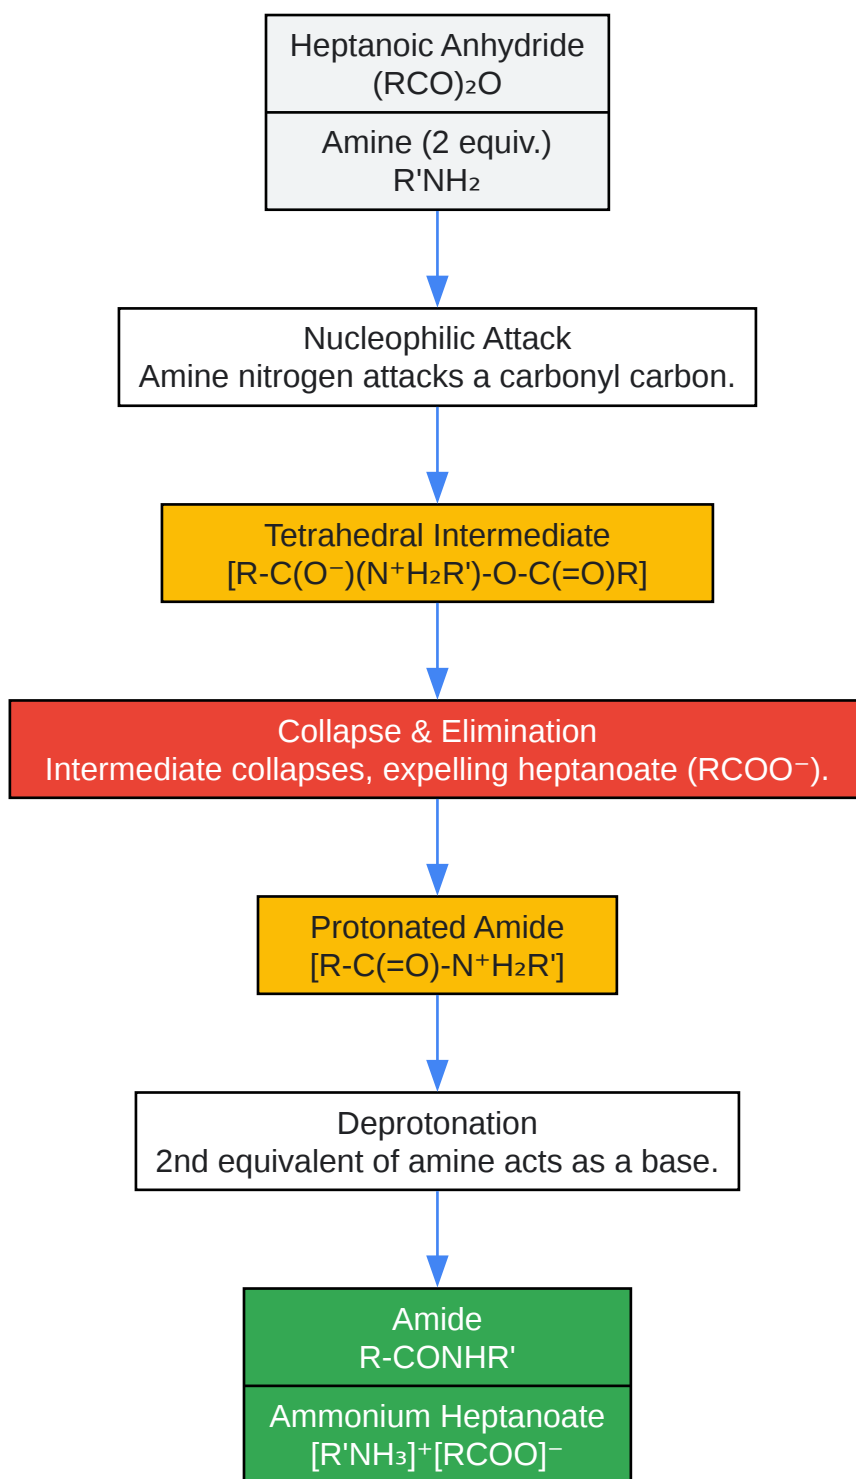 Heptanoic Anhydride
(RCO)₂O
Amine (2 equiv.)
R'NH₂
Nucleophilic Attack
Amine nitrogen attacks a carbonyl carbon.
Tetrahedral Intermediate
[R-C(O⁻)(N⁺H₂R')-O-C(=O)R]
Collapse & Elimination
Intermediate collapses, expelling heptanoate (RCOO⁻).
Protonated Amide
[R-C(=O)-N⁺H₂R']
Deprotonation
2nd equivalent of amine acts as a base.
Amide
R-CONHR'
Ammonium Heptanoate
[R'NH₃]⁺[RCOO]⁻